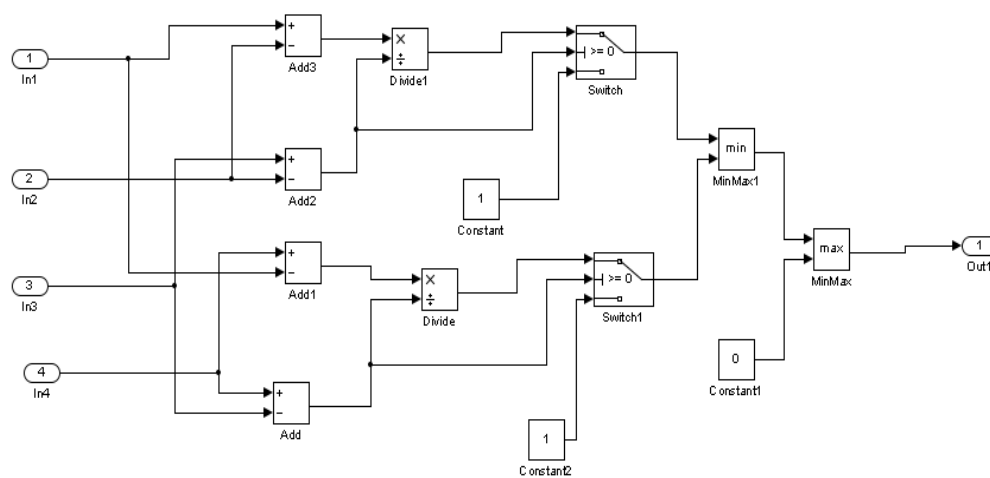 1
In1
+
−
Add3
×
÷
Divide1
>= 0
Switch
2
In2
+
−
Add2
1
Constant
min
MinMax1
3
In3
+
−
Add1
×
÷
Divide
>= 0
Switch1
max
MinMax
1
Out1
4
In4
+
−
Add
1
Constant2
0
Constant1